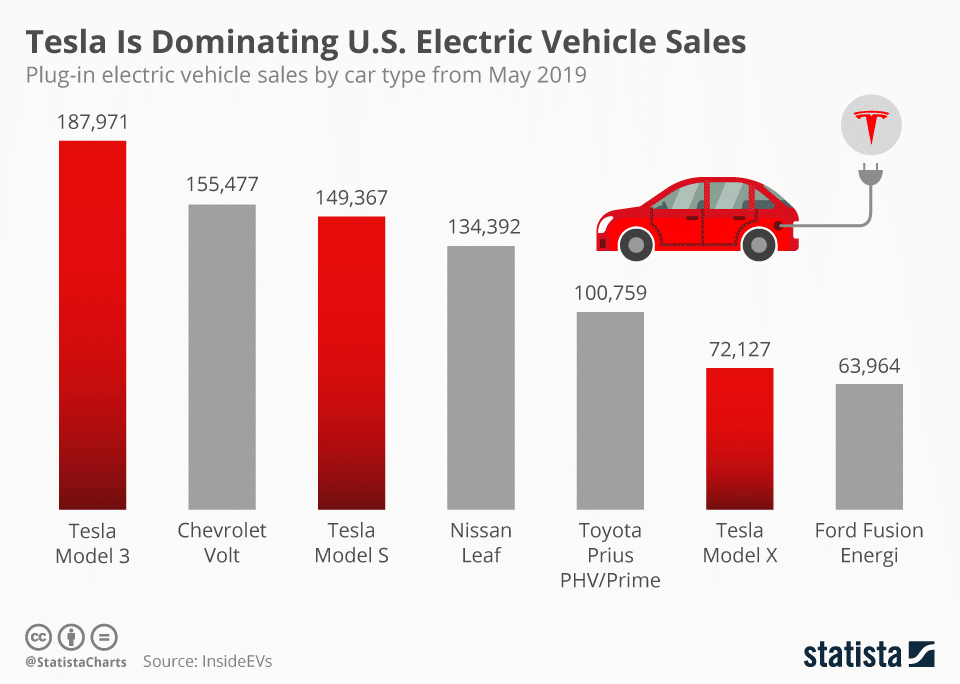 Tesla Is Dominating U.S. Electric Vehicle Sales
Plug-in electric vehicle sales by car type from May 2019
187,971
155,477
149,367
134,392
100,759
72,127
63,964
Tesla
Model 3
Chevrolet
Volt
Tesla
Model S
Nissan
Leaf
Toyota
Prius
PHV/Prime
Tesla
Model X
Ford Fusion
Energi
cc
@StatistaCharts
Source: InsideEVs
statista